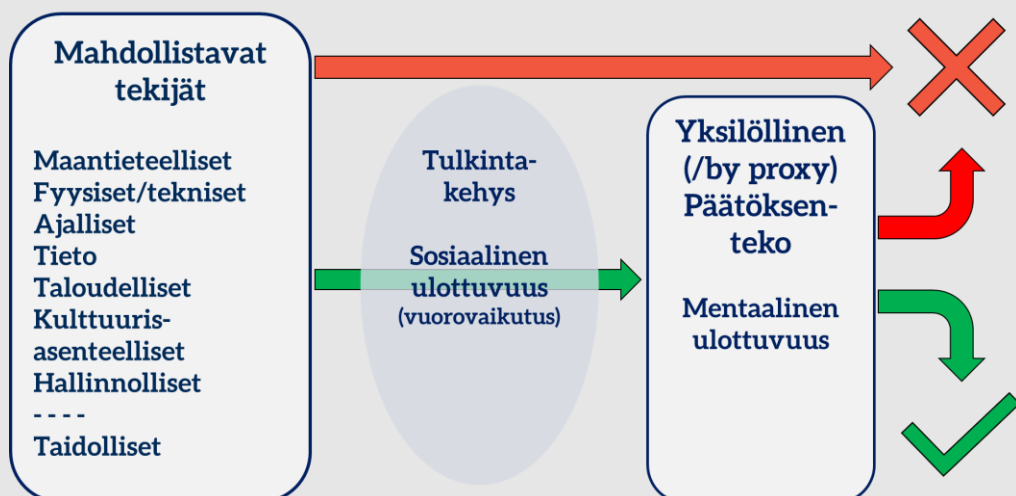 Mahdollistavat
tekijät
Maantieteelliset
Fyysiset/tekniset
Ajalliset
Tieto
Taloudelliset
Kulttuuris-
asenteelliset
Hallinnolliset
- - - -
Taidolliset
Tulkinta-
kehys
Sosiaalinen
ulottuvuus
(vuorovaikutus)
Yksilöllinen
(/by proxy)
Päätöksen-
teko
Mentaalinen
ulottuvuus